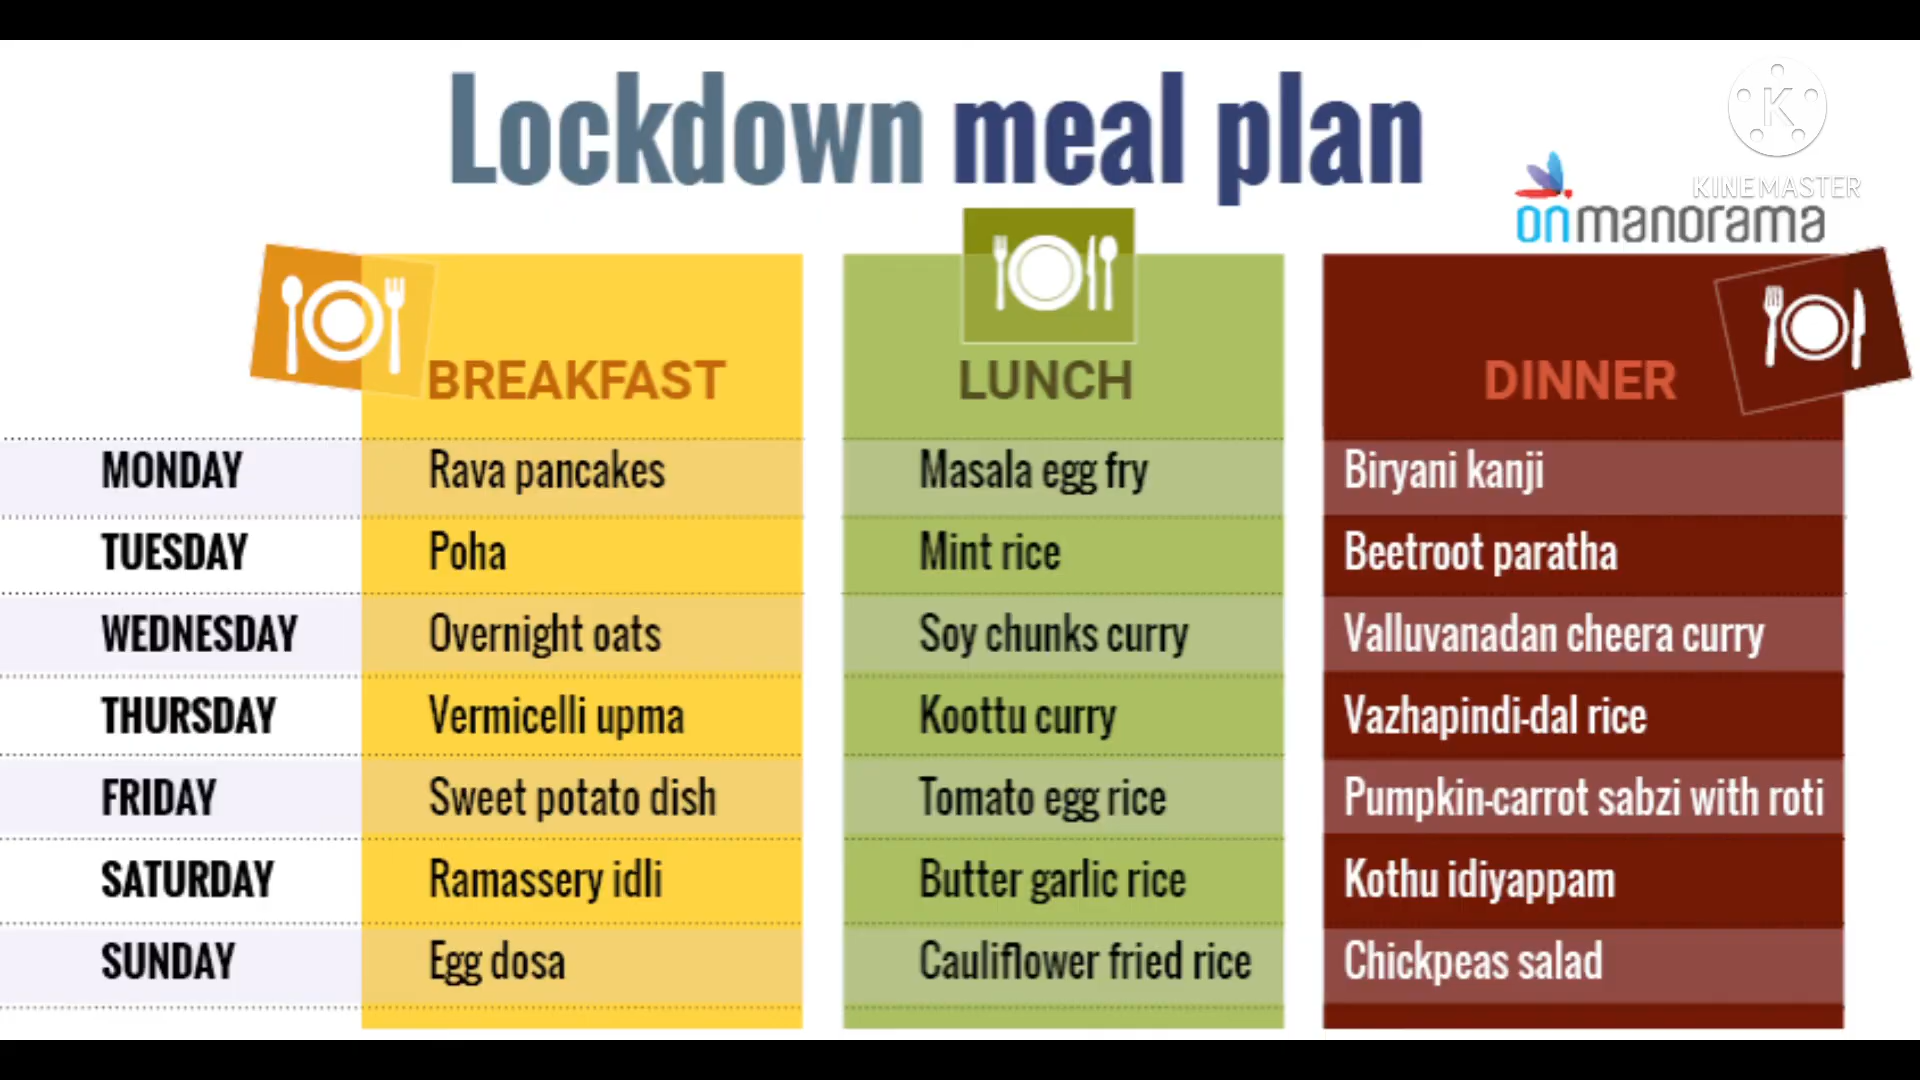 Lockdown meal plan
K
KINEMASTER
onmanorama
BREAKFAST LUNCH DINNER
MONDAY Rava pancakes Masala egg fry Biryani kanji
TUESDAY Poha Mint rice Beetroot paratha
WEDNESDAY Overnight oats Soy chunks curry Valluvanadan cheera curry
THURSDAY Vermicelli upma Koottu curry Vazhapindi-dal rice
FRIDAY Sweet potato dish Tomato egg rice Pumpkin-carrot sabzi with roti
SATURDAY Ramassery idli Butter garlic rice Kothu idiyappam
SUNDAY Egg dosa Cauliflower fried rice Chickpeas salad